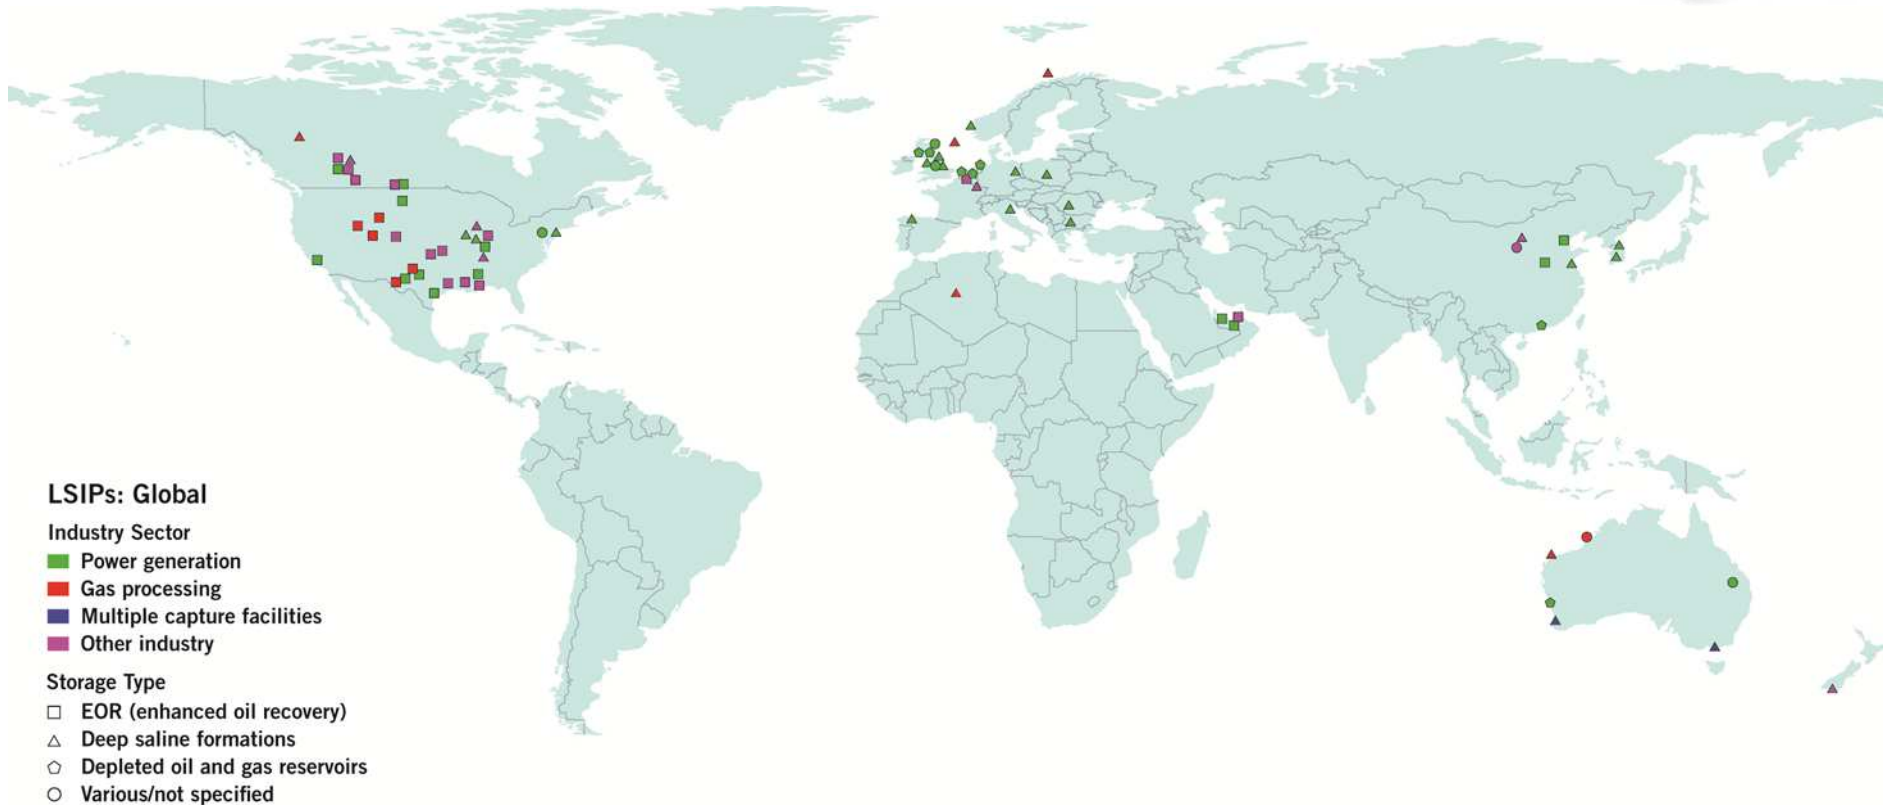 LSIPs: Global
Industry Sector
Power generation
Gas processing
Multiple capture facilities
Other industry
Storage Type
EOR (enhanced oil recovery)
Deep saline formations
Depleted oil and gas reservoirs
Various/not specified